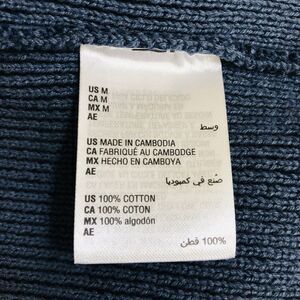 US M
CA M
MX M
AE
وسط
US MADE IN CAMBODIA
CA FABRIQUÉ AU CAMBODGE
MX HECHO EN CAMBOYA
AE
صُنع في كمبوديا
US 100% COTTON
CA 100% COTON
MX 100% algodón
AE
100% قطن